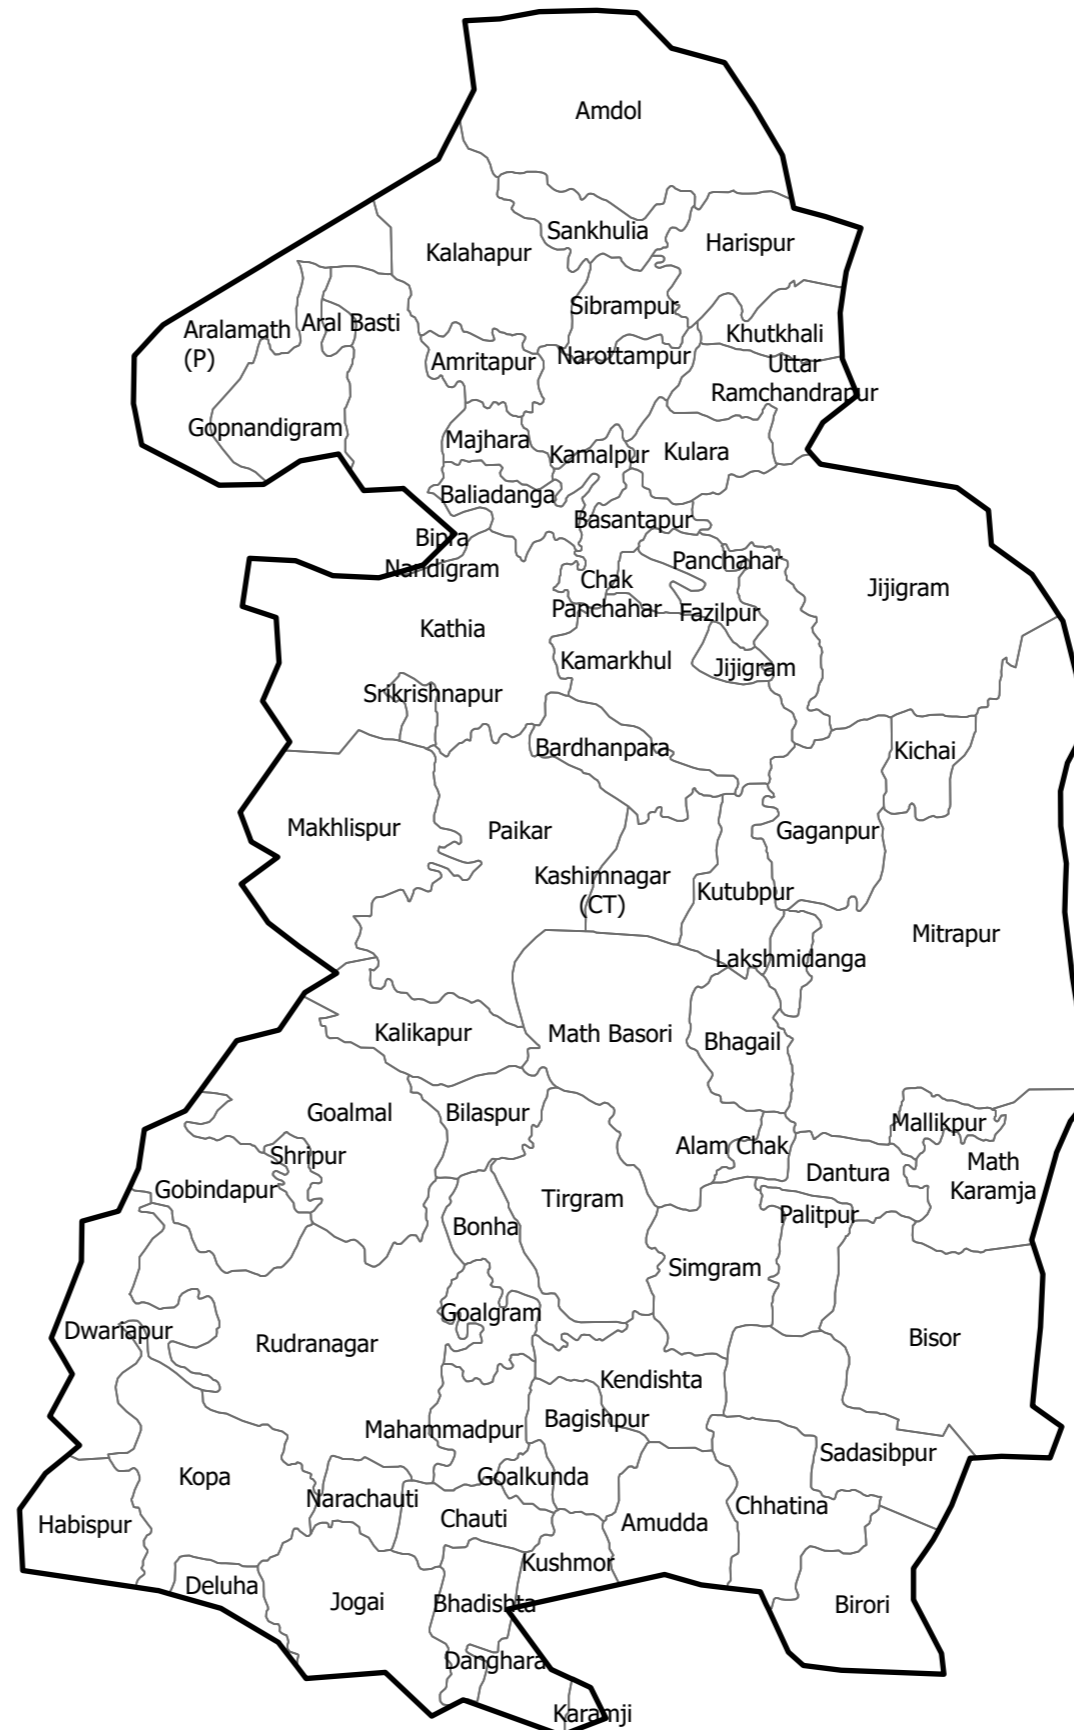 Amdol
Sankhulia
Harispur
Kalahapur
Sibrampur
Aralamath
(P)
Aral Basti
Khutkhali
Narottampur
Amritapur
Uttar
Ramchandrapur
Gopnandigram
Majhara
Kamalpur
Kulara
Baliadanga
Basantapur
Bipra
Nandigram
Panchahar
Chak
Panchahar
Jijigram
Fazilpur
Kathia
Kamarkhul
Jijigram
Srikrishnapur
Bardhanpara
Kichai
Makhlispur
Paikar
Gaganpur
Kashimnagar
(CT)
Kutubpur
Mitrapur
Lakshmidanga
Kalikapur
Math Basori
Bhagail
Goalmal
Bilaspur
Mallikpur
Alam Chak
Shripur
Math
Karamja
Dantura
Gobindapur
Tirgram
Palitpur
Bonha
Simgram
Goalgram
Dwariapur
Rudranagar
Bisor
Kendishta
Bagishpur
Mahammadpur
Sadasibpur
Kopa
Goalkunda
Narachauti
Chhatina
Habispur
Chauti
Amudda
Kushmor
Deluha
Jogai
Bhadishta
Birori
Danghara
Karamji